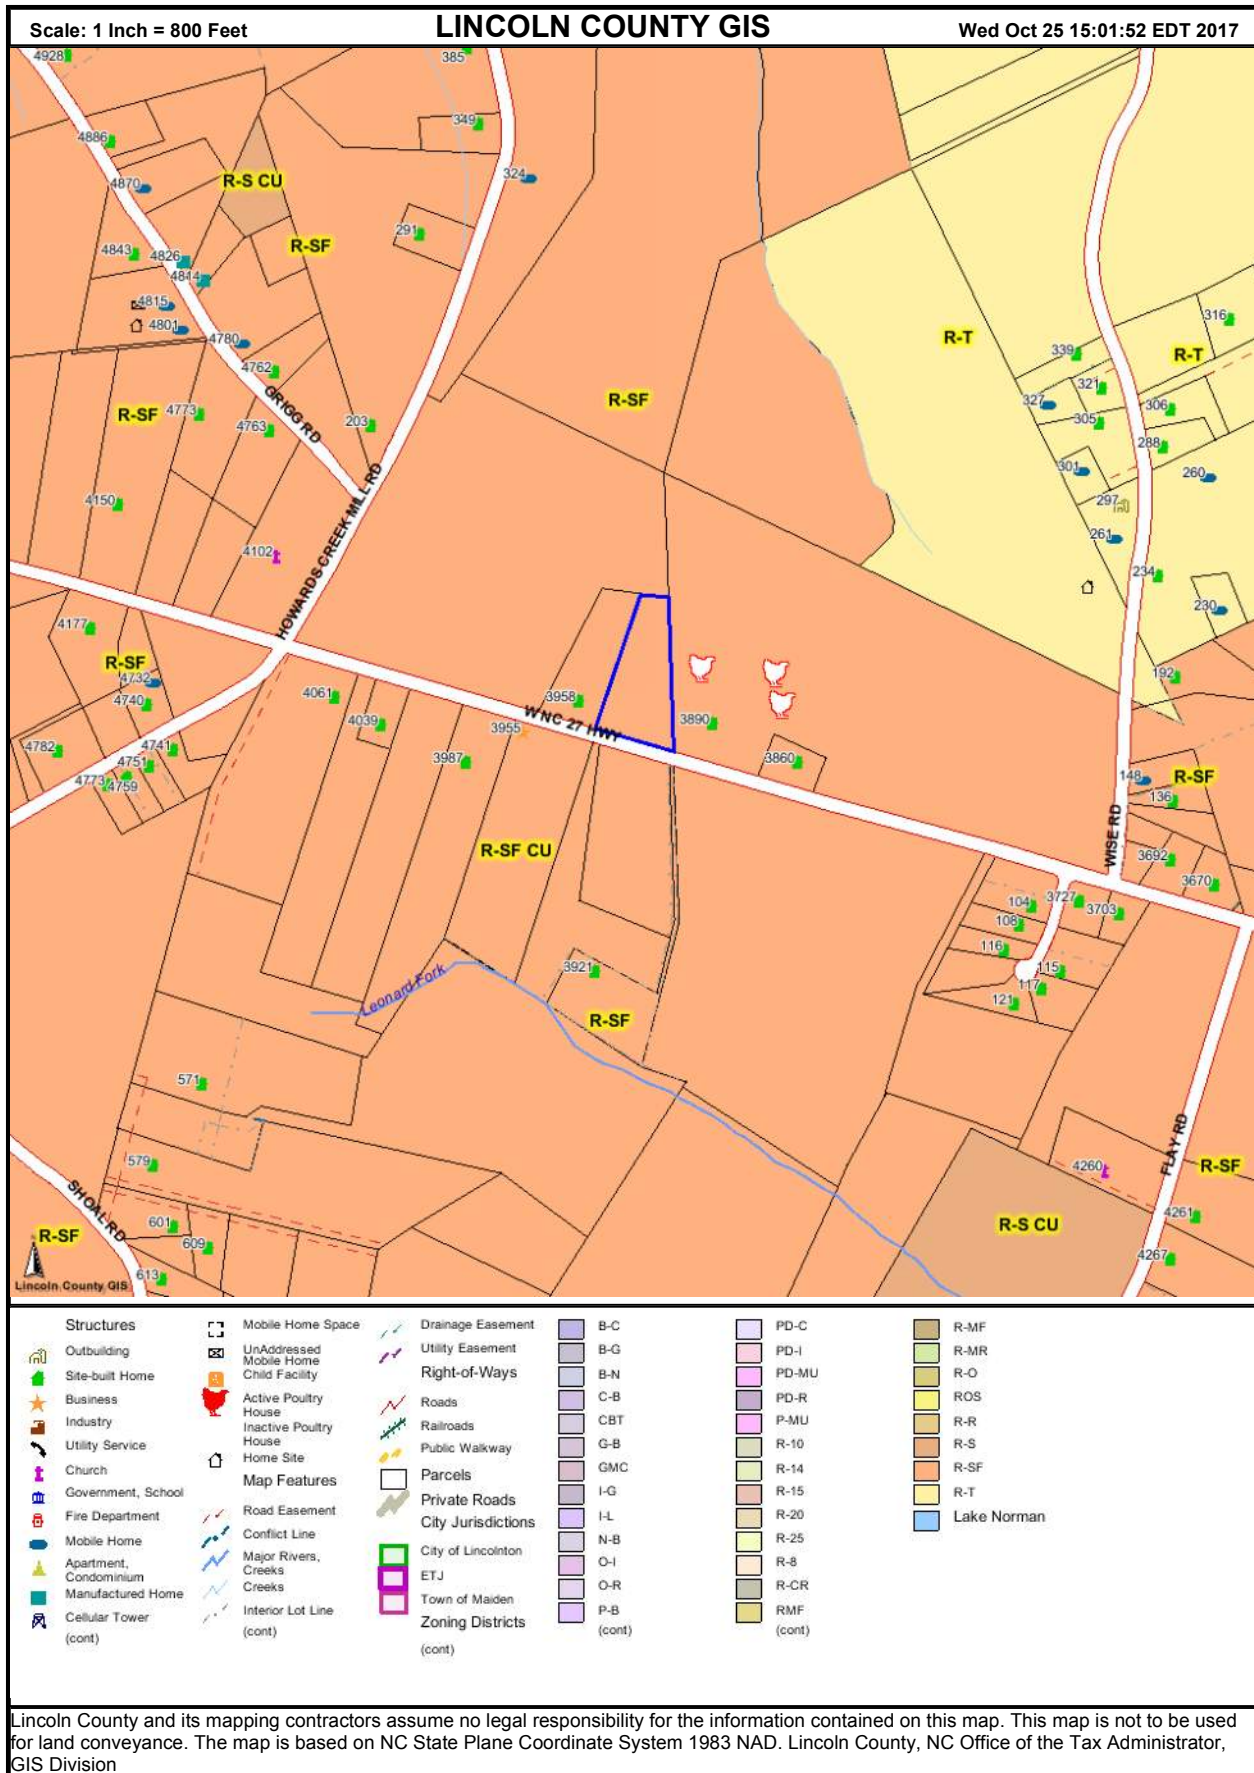 Scale: 1 Inch = 800 Feet
LINCOLN COUNTY GIS
Wed Oct 25 15:01:52 EDT 2017
4928
385
4886
349
4870
R-S CU
324
291
R-SF
4843
4826
4814
4815
4801
4780
316
R-T
R-T
339
4762
321
327
306
305
R-SF
GRIGG RD
R-SF
4773
4763
203
288
301
260
297
261
4150
HOWARDS CREEK MILL RD
4102
234
230
4177
R-SF
4732
4740
4061
3958
192
4039
3955
W NC 27 HWY
3890
4782
4741
4751
4773
4759
3987
3860
148
R-SF
136
WISE RD
R-SF CU
3692
3670
104
3727
3703
108
116
115
117
121
3921
Leonard Fork
R-SF
571
579
FLAY RD
4260
R-SF
SHOAL RD
601
609
R-SF
R-S CU
4261
4267
613
Lincoln County GIS
Structures
Outbuilding
Site-built Home
Business
Industry
Utility Service
Church
Government, School
Fire Department
Mobile Home
Apartment,
Condominium
Manufactured Home
Cellular Tower
(cont)
Mobile Home Space
UnAddressed
Mobile Home
Child Facility
Active Poultry
House
Inactive Poultry
House
Home Site
Map Features
Road Easement
Conflict Line
Major Rivers,
Creeks
Creeks
Interior Lot Line
(cont)
Drainage Easement
Utility Easement
Right-of-Ways
Roads
Railroads
Public Walkway
Parcels
Private Roads
City Jurisdictions
City of Lincolnton
ETJ
Town of Maiden
Zoning Districts
(cont)
B-C
B-G
B-N
C-B
CBT
G-B
GMC
I-G
I-L
N-B
O-I
O-R
P-B
(cont)
PD-C
PD-I
PD-MU
PD-R
P-MU
R-10
R-14
R-15
R-20
R-25
R-8
R-CR
RMF
(cont)
R-MF
R-MR
R-O
ROS
R-R
R-S
R-SF
R-T
Lake Norman
Lincoln County and its mapping contractors assume no legal responsibility for the information contained on this map. This map is not to be used
for land conveyance. The map is based on NC State Plane Coordinate System 1983 NAD. Lincoln County, NC Office of the Tax Administrator,
GIS Division